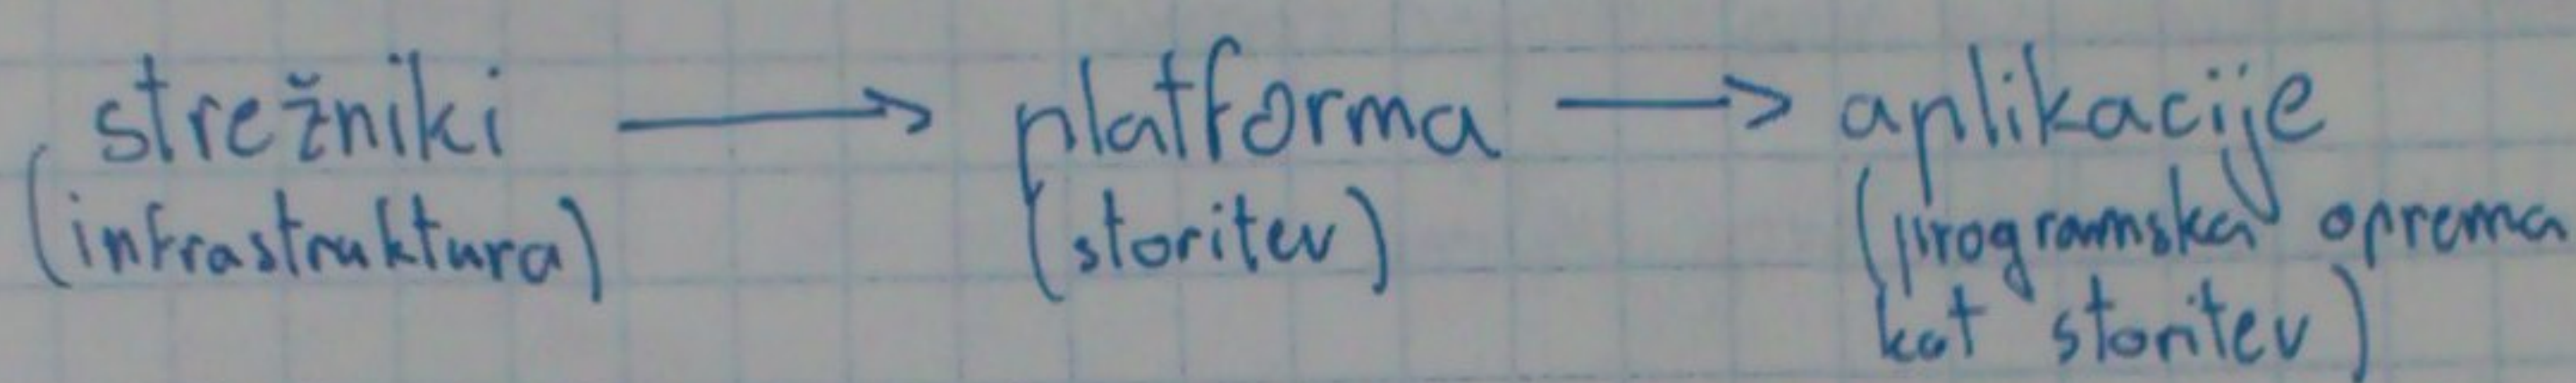 strežniki → platforma → aplikacije
(infrastruktura) (storitev) (programska oprema
kot storitev)